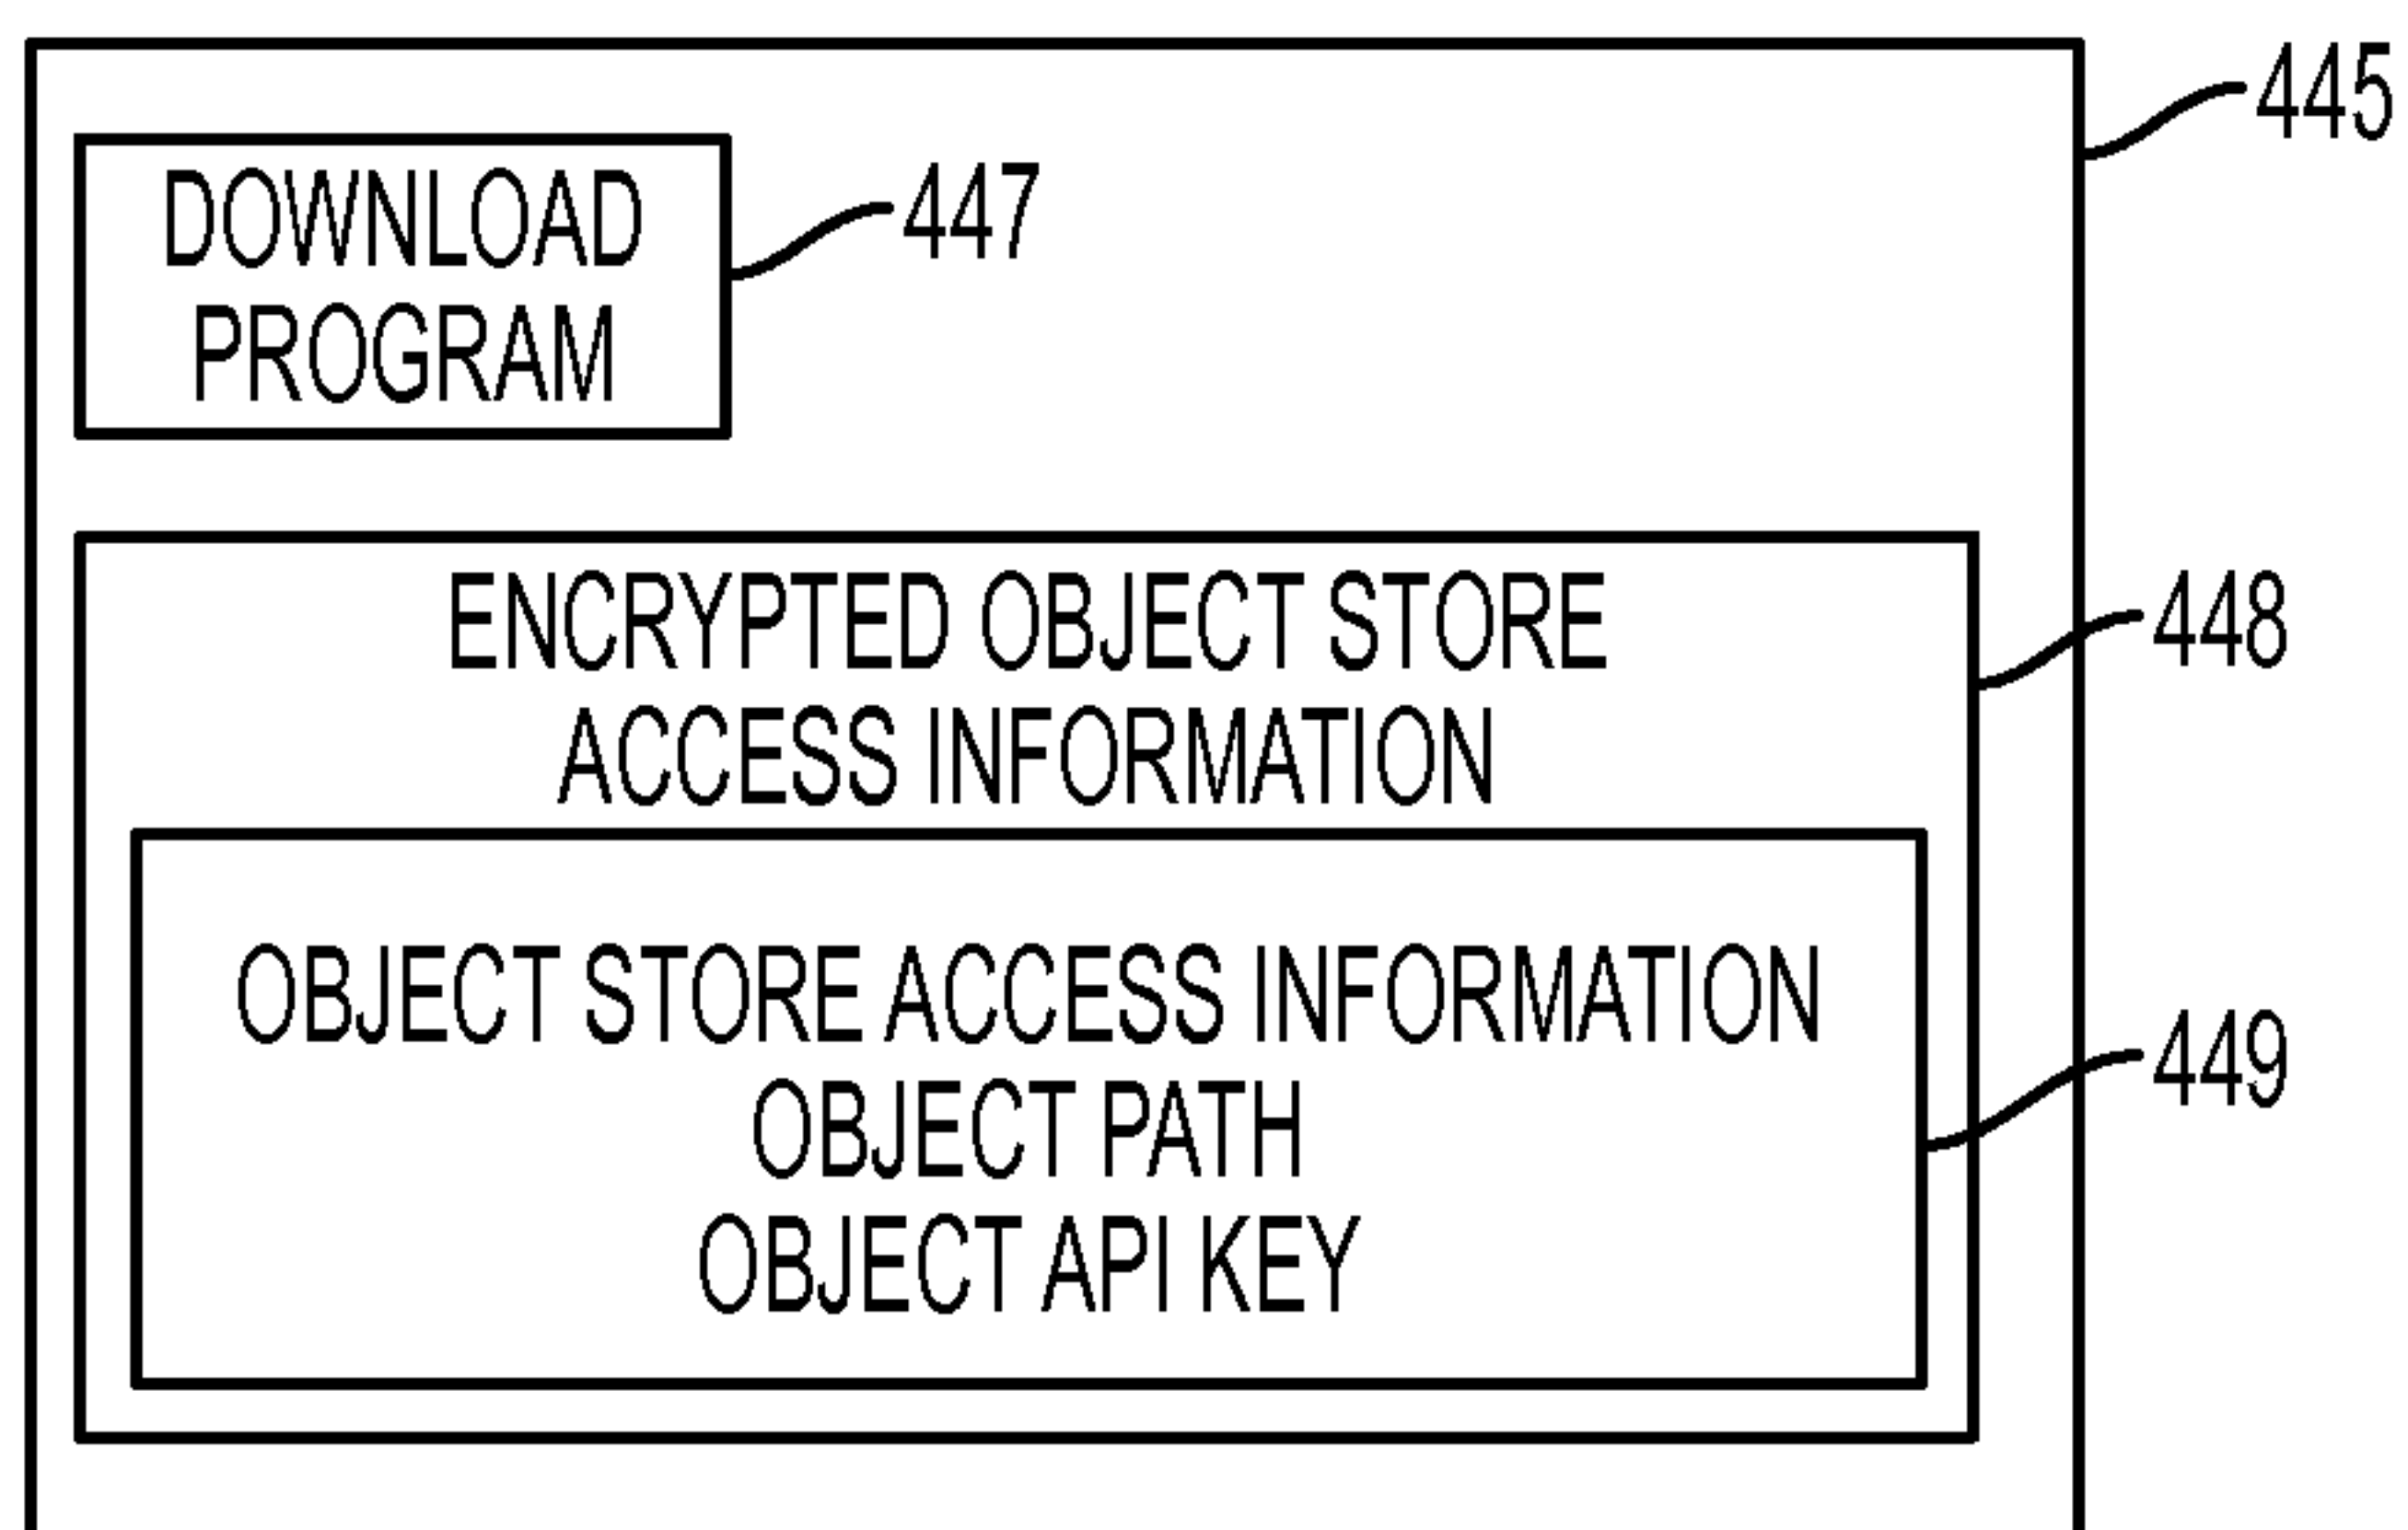 445
DOWNLOAD
PROGRAM
447
ENCRYPTED OBJECT STORE
ACCESS INFORMATION
448
OBJECT STORE ACCESS INFORMATION
OBJECT PATH
OBJECT API KEY
449